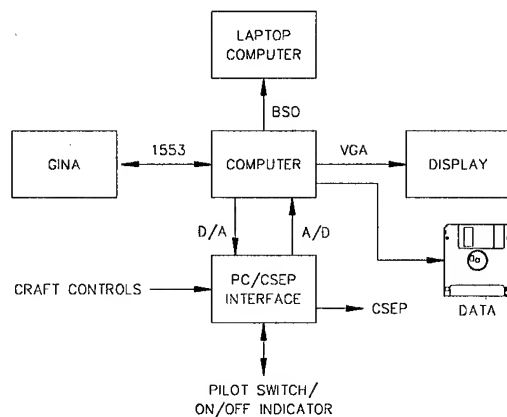 LAPTOP
COMPUTER
BSD
GINA
1553
COMPUTER
VGA
DISPLAY
D/A
A/D
CRAFT CONTROLS
PC/CSEP
INTERFACE
CSEP
DATA
PILOT SWITCH/
ON/OFF INDICATOR